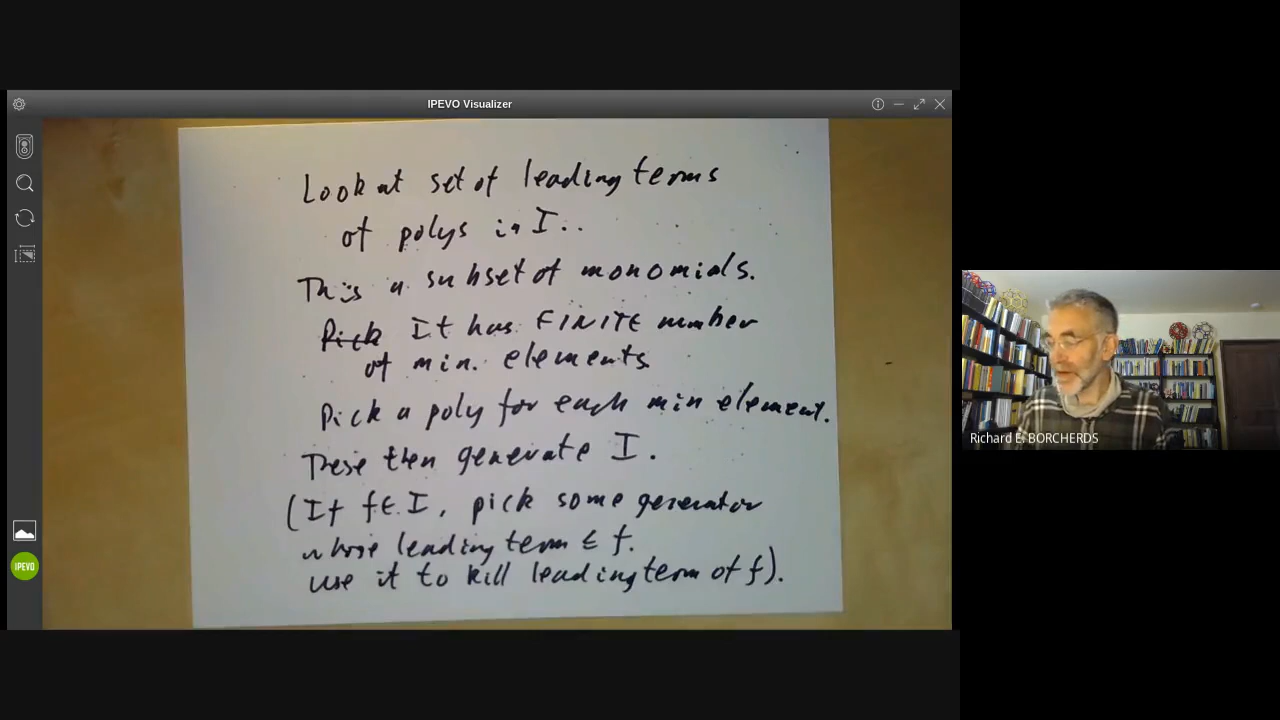 IPEVO Visualizer
Look at set of leading terms
of polys in I..
This is a subset of monomials.
Pick It has FINITE number
of min. elements
Pick a poly for each min element.
These then generate I.
(If f∈I, pick some generator
whose leading term ≤ f.
use it to kill leading term of f).
IPEVO
Richard E. BORCHERDS